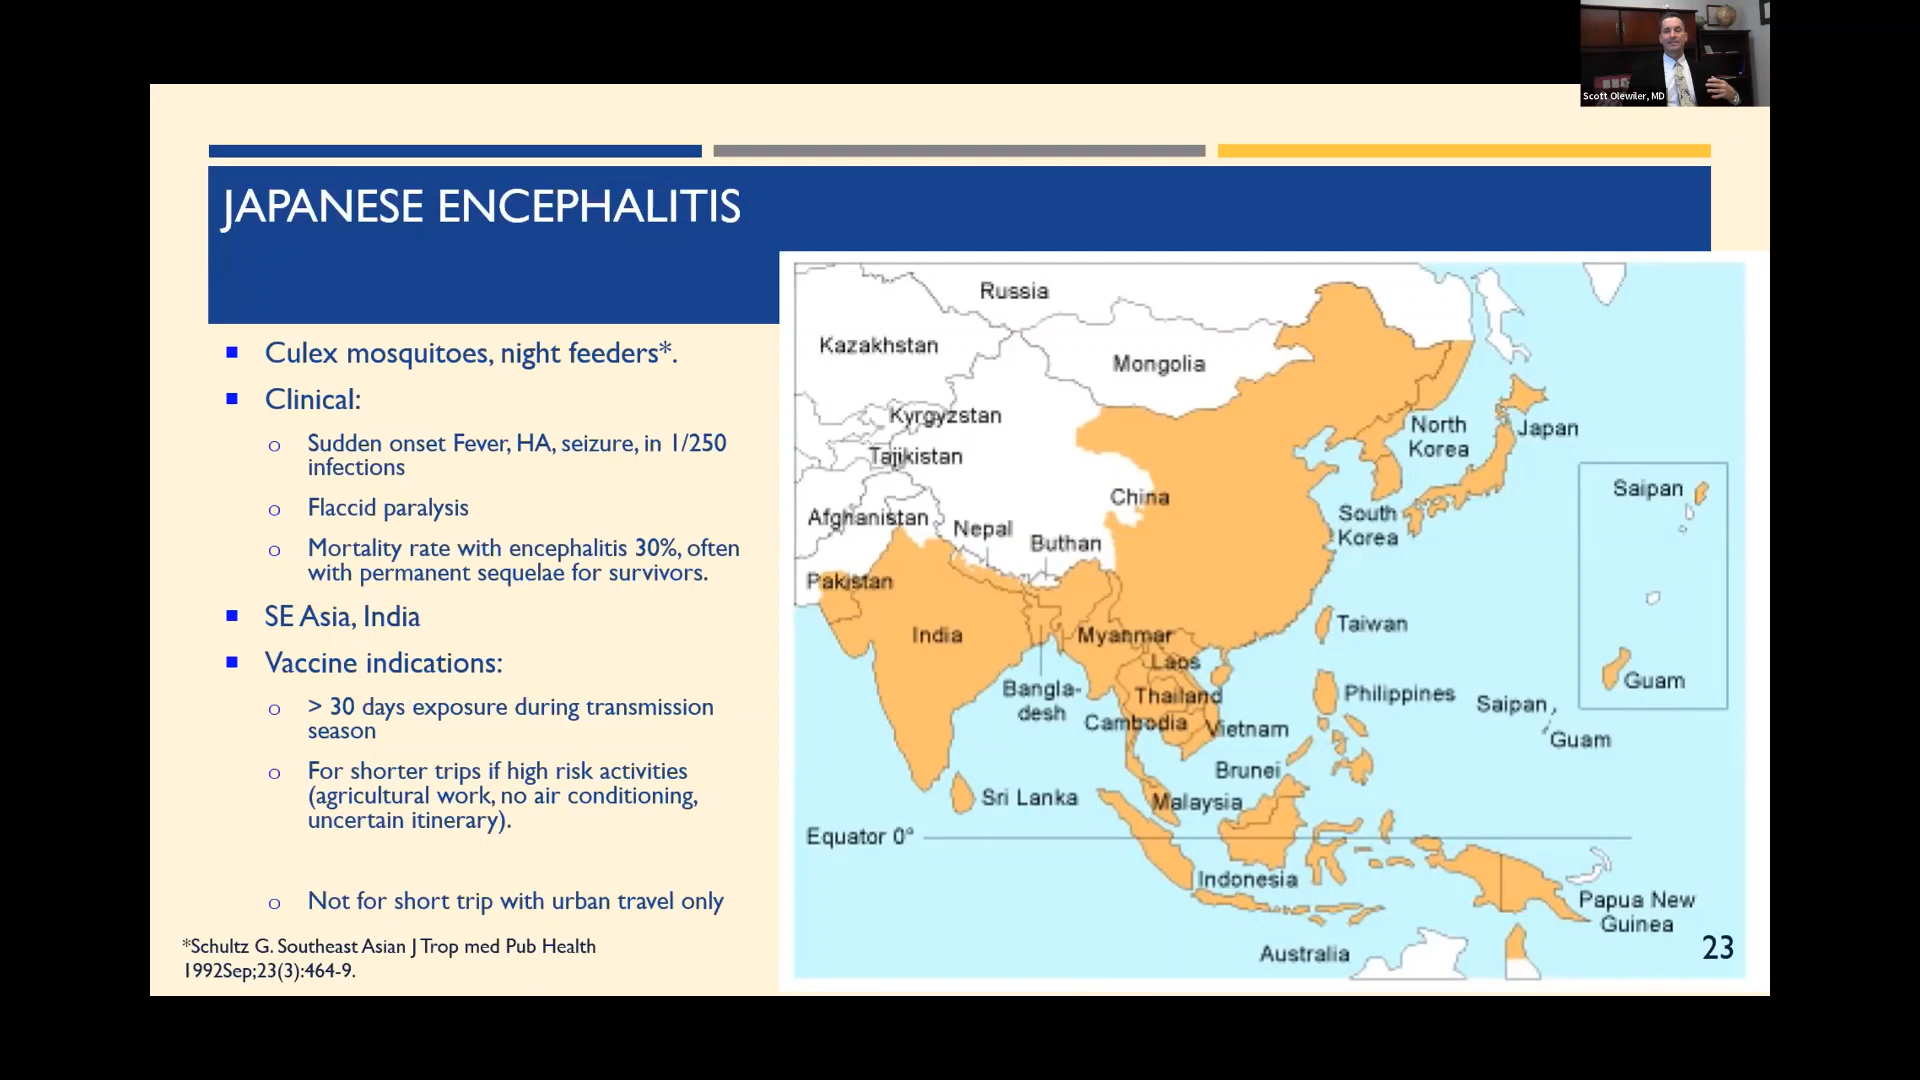 Scott Olewiler, MD
JAPANESE ENCEPHALITIS
Culex mosquitoes, night feeders*.
Clinical:
Sudden onset Fever, HA, seizure, in 1/250
infections
Flaccid paralysis
Mortality rate with encephalitis 30%, often
with permanent sequelae for survivors.
SE Asia, India
Vaccine indications:
> 30 days exposure during transmission
season
For shorter trips if high risk activities
(agricultural work, no air conditioning,
uncertain itinerary).
Not for short trip with urban travel only
*Schultz G. Southeast Asian J Trop med Pub Health
1992Sep;23(3):464-9.
Russia
Kazakhstan
Mongolia
Kyrgyzstan
North
Korea
Japan
Tajikistan
Saipan
China
Afghanistan
Nepal
South
Korea
Buthan
Pakistan
Taiwan
India
Myanmar
Laos
Guam
Bangla-
desh
Thailand
Philippines
Saipan
Cambodia
Vietnam
Guam
Brunei
Sri Lanka
Malaysia
Equator 0°
Indonesia
Papua New
Guinea
Australia
23